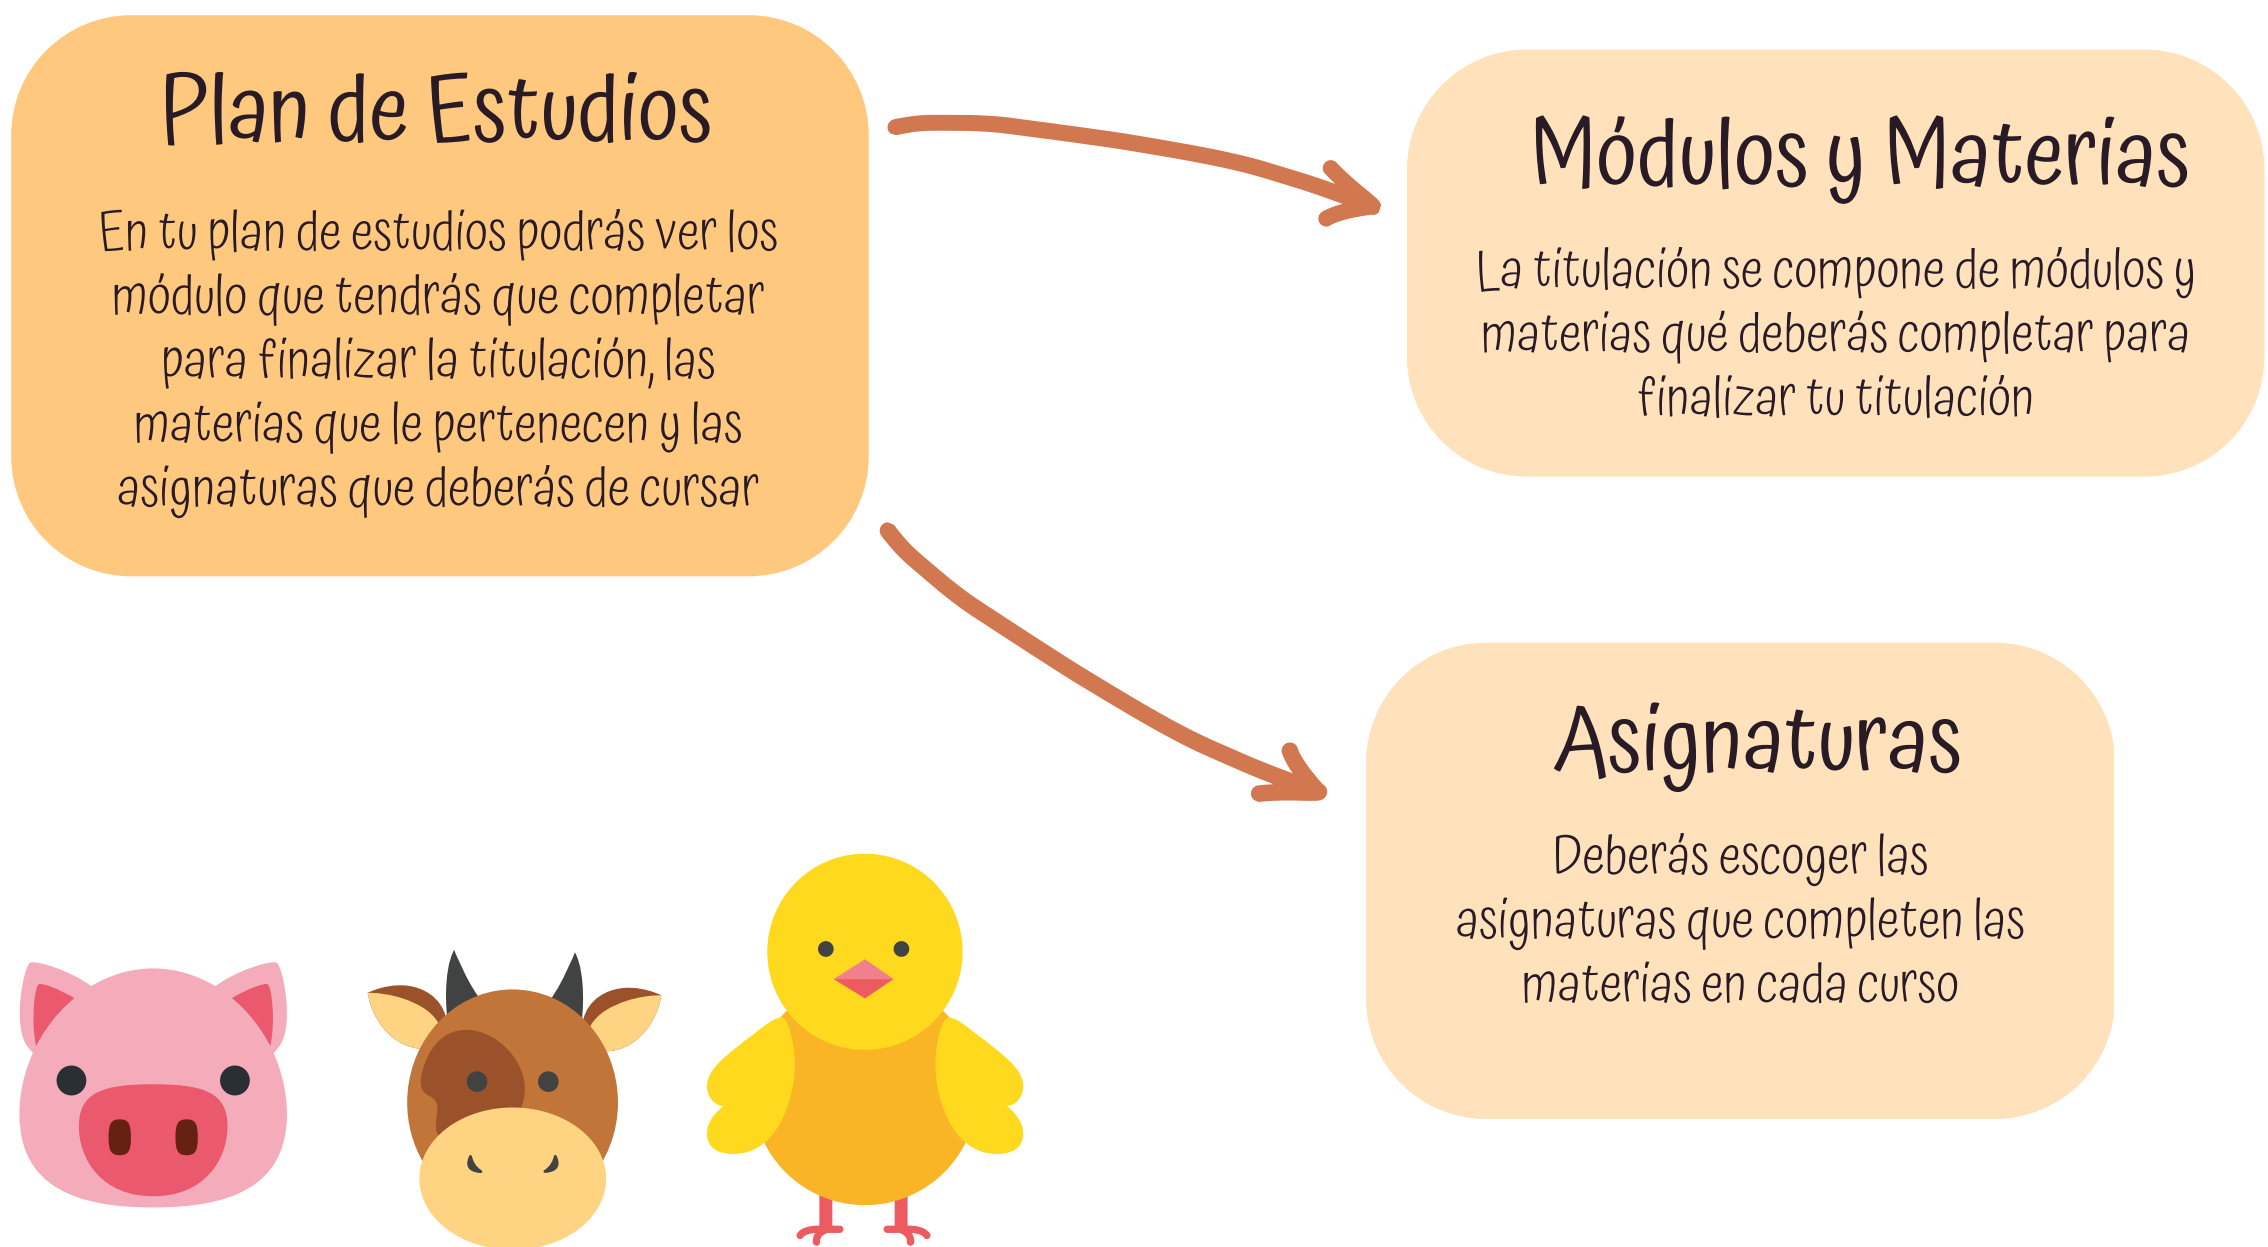 Plan de Estudios
En tu plan de estudios podrás ver los
módulo que tendrás que completar
para finalizar la titulación, las
materias que le pertenecen y las
asignaturas que deberás de cursar
Módulos y Materias
La titulación se compone de módulos y
materias qué deberás completar para
finalizar tu titulación
Asignaturas
Deberás escoger las
asignaturas que completen las
materias en cada curso